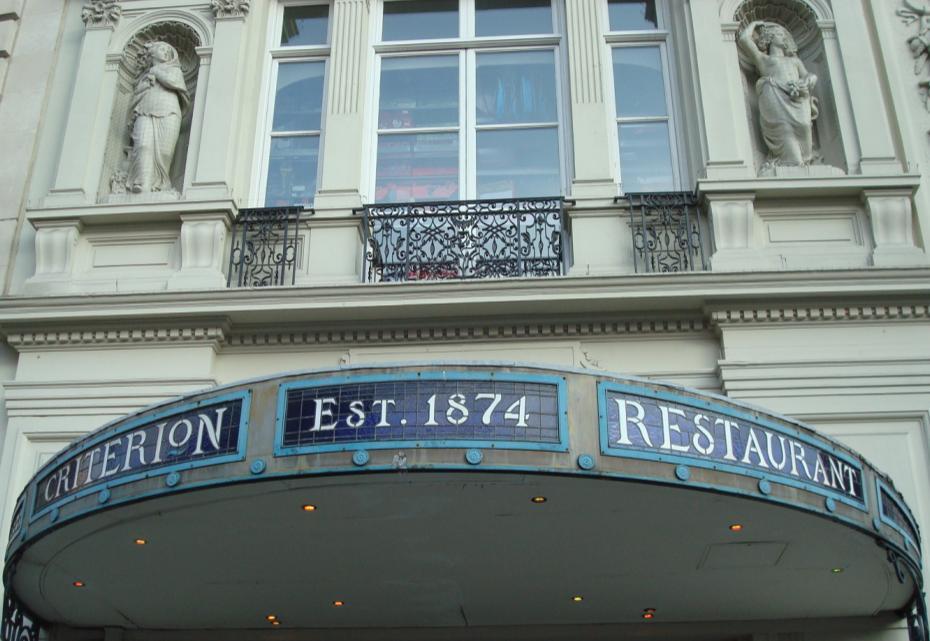 CRITERION
EST. 1874
RESTAURANT